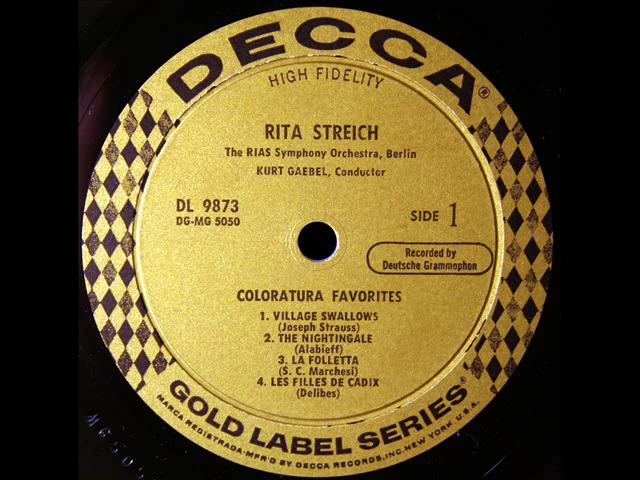 DECCA®
HIGH FIDELITY
RITA STREICH
The RIAS Symphony Orchestra, Berlin
KURT GAEBEL, Conductor
DL 9873
DG-MG 5050
SIDE 1
Recorded by
Deutsche Grammophon
COLORATURA FAVORITES
1. VILLAGE SWALLOWS
(Joseph Strauss)
2. THE NIGHTINGALE
(Alabieff)
3. LA FOLLETTA
(S. C. Marchesi)
4. LES FILLES DE CADIX
(Delibes)
GOLD LABEL SERIES®
MARCA REGISTRADA·MFR'D BY DECCA RECORDS, INC. NEW YORK, U.S.A.